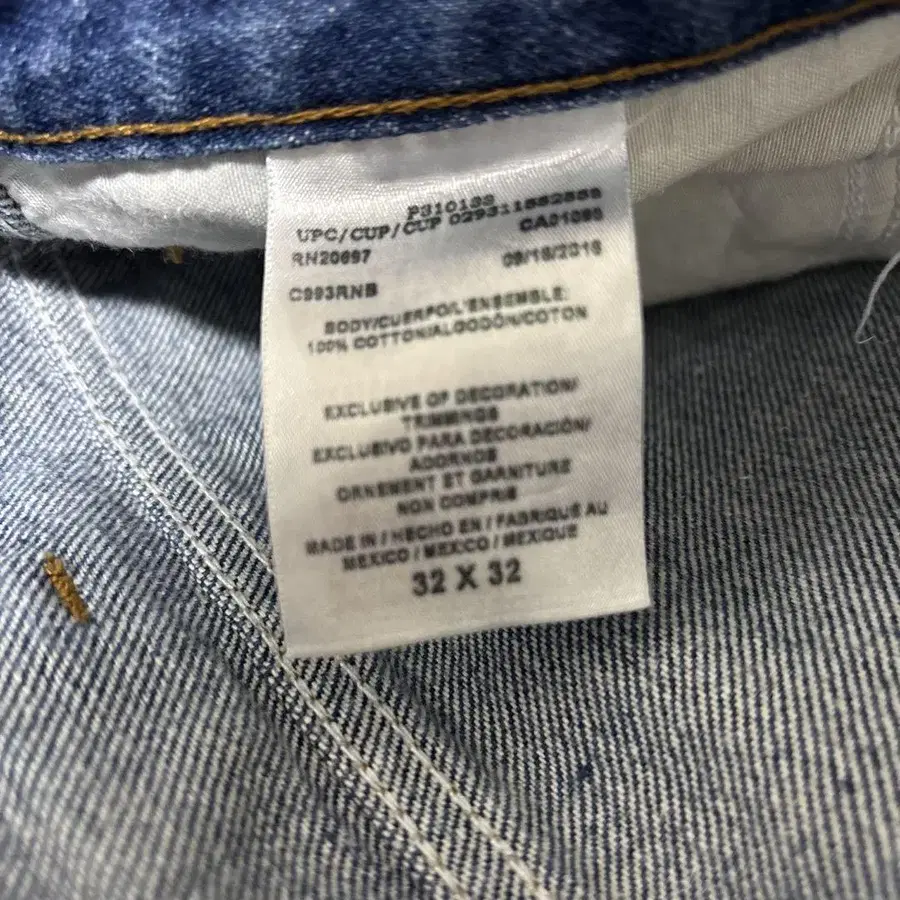 P310139
UPC/CUP/CUP
RN20697
C993RNB
BODY/CUERPO/L'ENSEMBLE:
100% COTTON/ALGODÓN/COTON
EXCLUSIVE OF DECORATION/
TRIMMINGS
EXCLUSIVO PARA DECORACIÓN/
ADORNOS
ORNEMENT ET GARNITURE
NON COMPRIS
MADE IN / HECHO EN / FABRIQUÉ AU
MEXICO / MEXICO / MEXIQUE
32 X 32